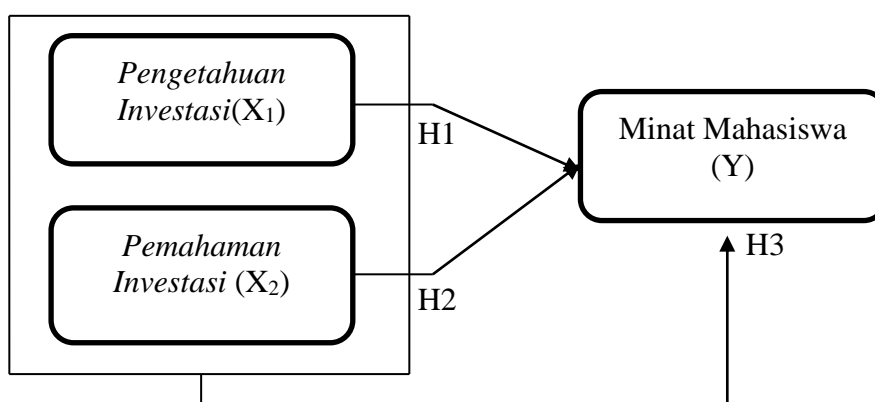 Pengetahuan
Investasi(X₁)
H1
Minat Mahasiswa
(Y)
Pemahaman
Investasi (X₂)
H2
H3